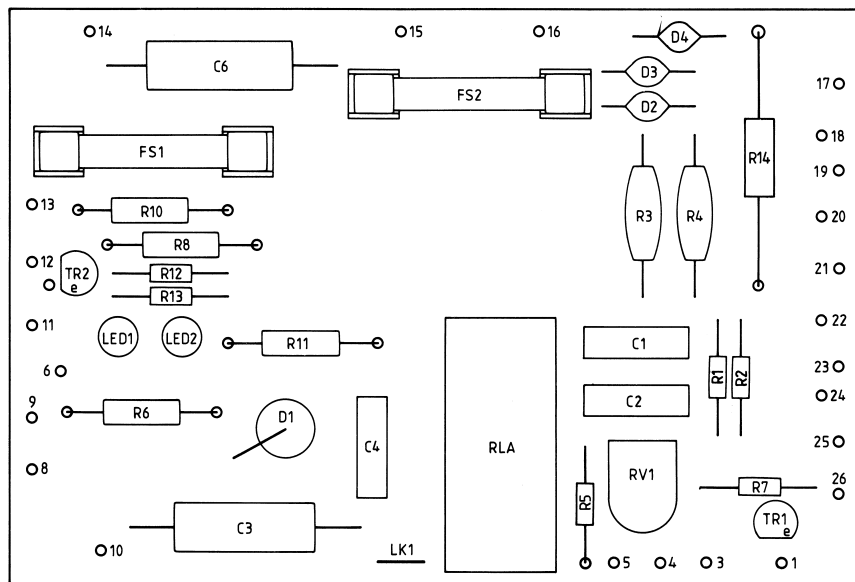 14
15
16
D4
C6
D3
17
FS2
D2
18
FS1
R14
19
13
R10
R3
R4
20
R8
12
TR2
e
R12
21
R13
11
LED1
LED2
R11
C1
22
6
R1
R2
23
9
R6
D1
C4
C2
24
RLA
25
8
RV1
26
R5
R7
C3
TR1
e
10
LK1
5
4
3
1